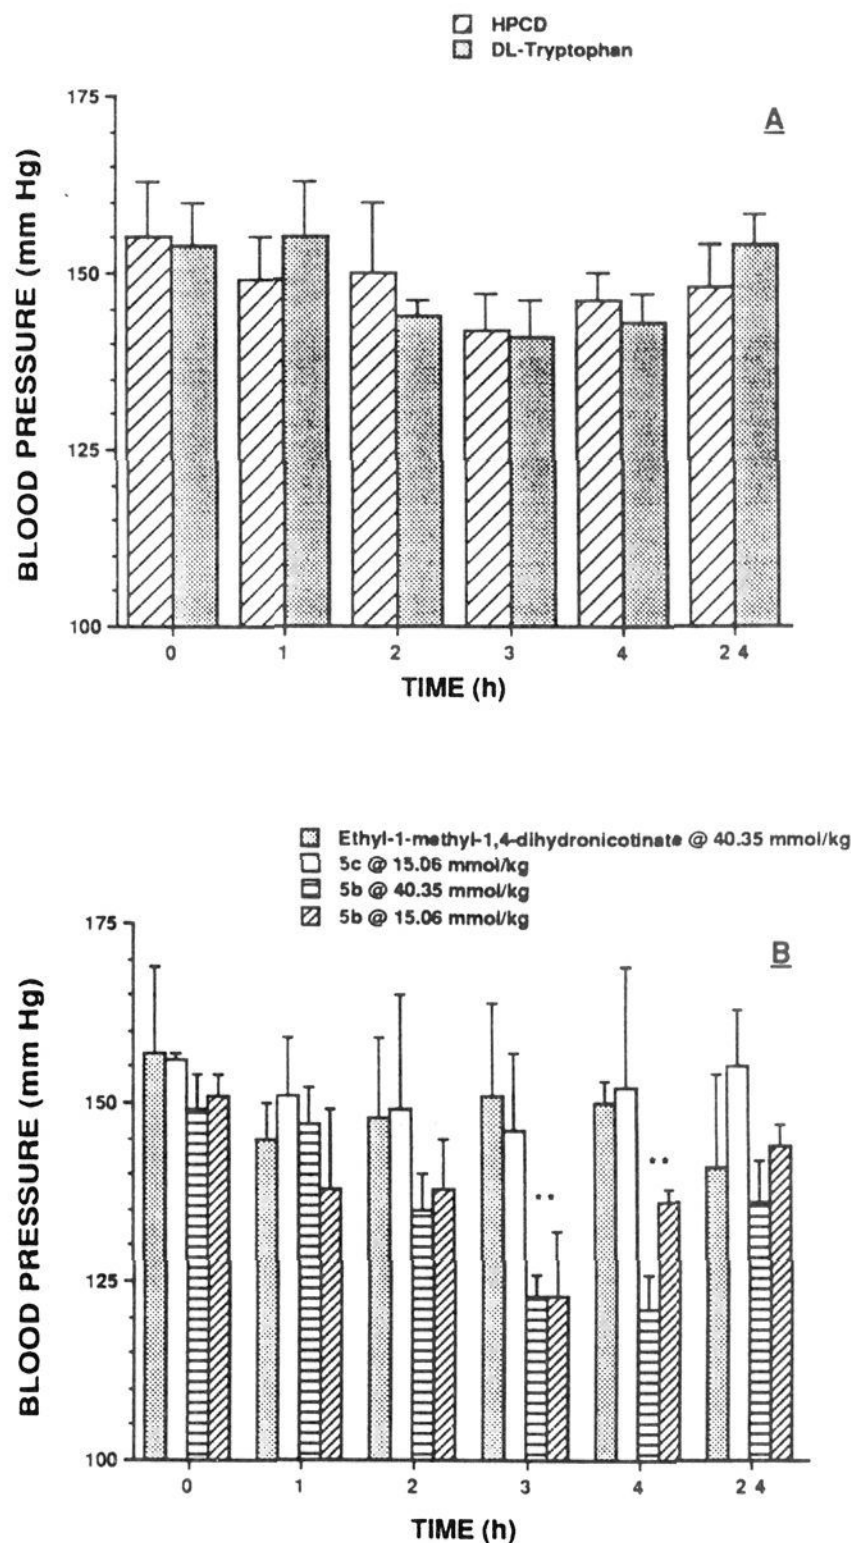 HPCD
DL-Tryptophan
A
BLOOD PRESSURE (mm Hg)
175
150
125
100
0 1 2 3 4 2 4
TIME (h)
Ethyl-1-methyl-1,4-dihydronicotinate @ 40.35 mmol/kg
5c @ 15.06 mmol/kg
5b @ 40.35 mmol/kg
5b @ 15.06 mmol/kg
B
BLOOD PRESSURE (mm Hg)
175
150
125
100
* *
* *
0 1 2 3 4 2 4
TIME (h)